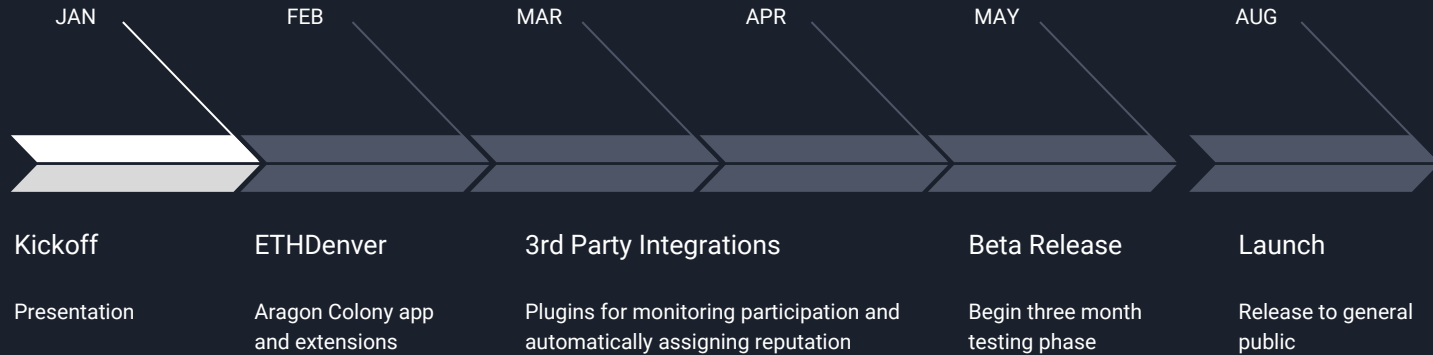 JAN FEB MAR APR MAY AUG
Kickoff
Presentation
ETHDenver
Aragon Colony app
and extensions
3rd Party Integrations
Plugins for monitoring participation and
automatically assigning reputation
Beta Release
Begin three month
testing phase
Launch
Release to general
public